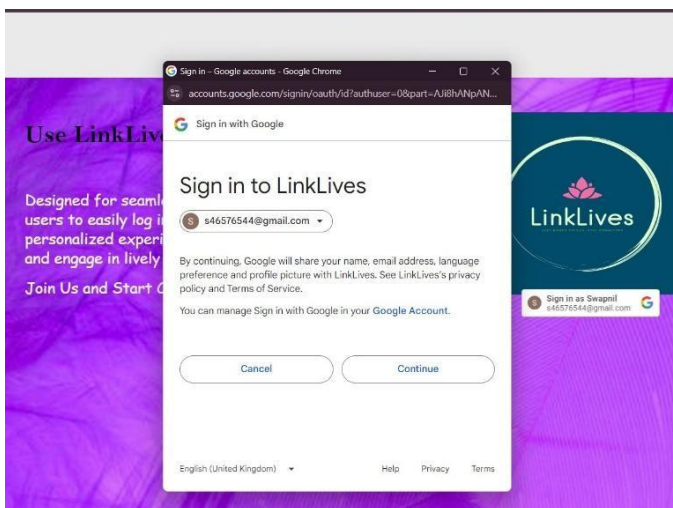 Sign in – Google accounts - Google Chrome
accounts.google.com/signin/oauth/id?authuser=0&part=
Sign in with Google
Sign in to LinkLives
S s46576544@gmail.com
By continuing, Google will share your name, email address, language
preference and profile picture with LinkLives. See LinkLives's privacy
policy and Terms of Service.
You can manage Sign in with Google in your Google Account.
Cancel Continue
English (United Kingdom) Help Privacy Terms
Use LinkLiv
Designed for seaml
users to easily log i
personalized experi
and engage in lively
Join Us and Start
LinkLives
S Sign in as Swapnil
s46576544@gmail.com